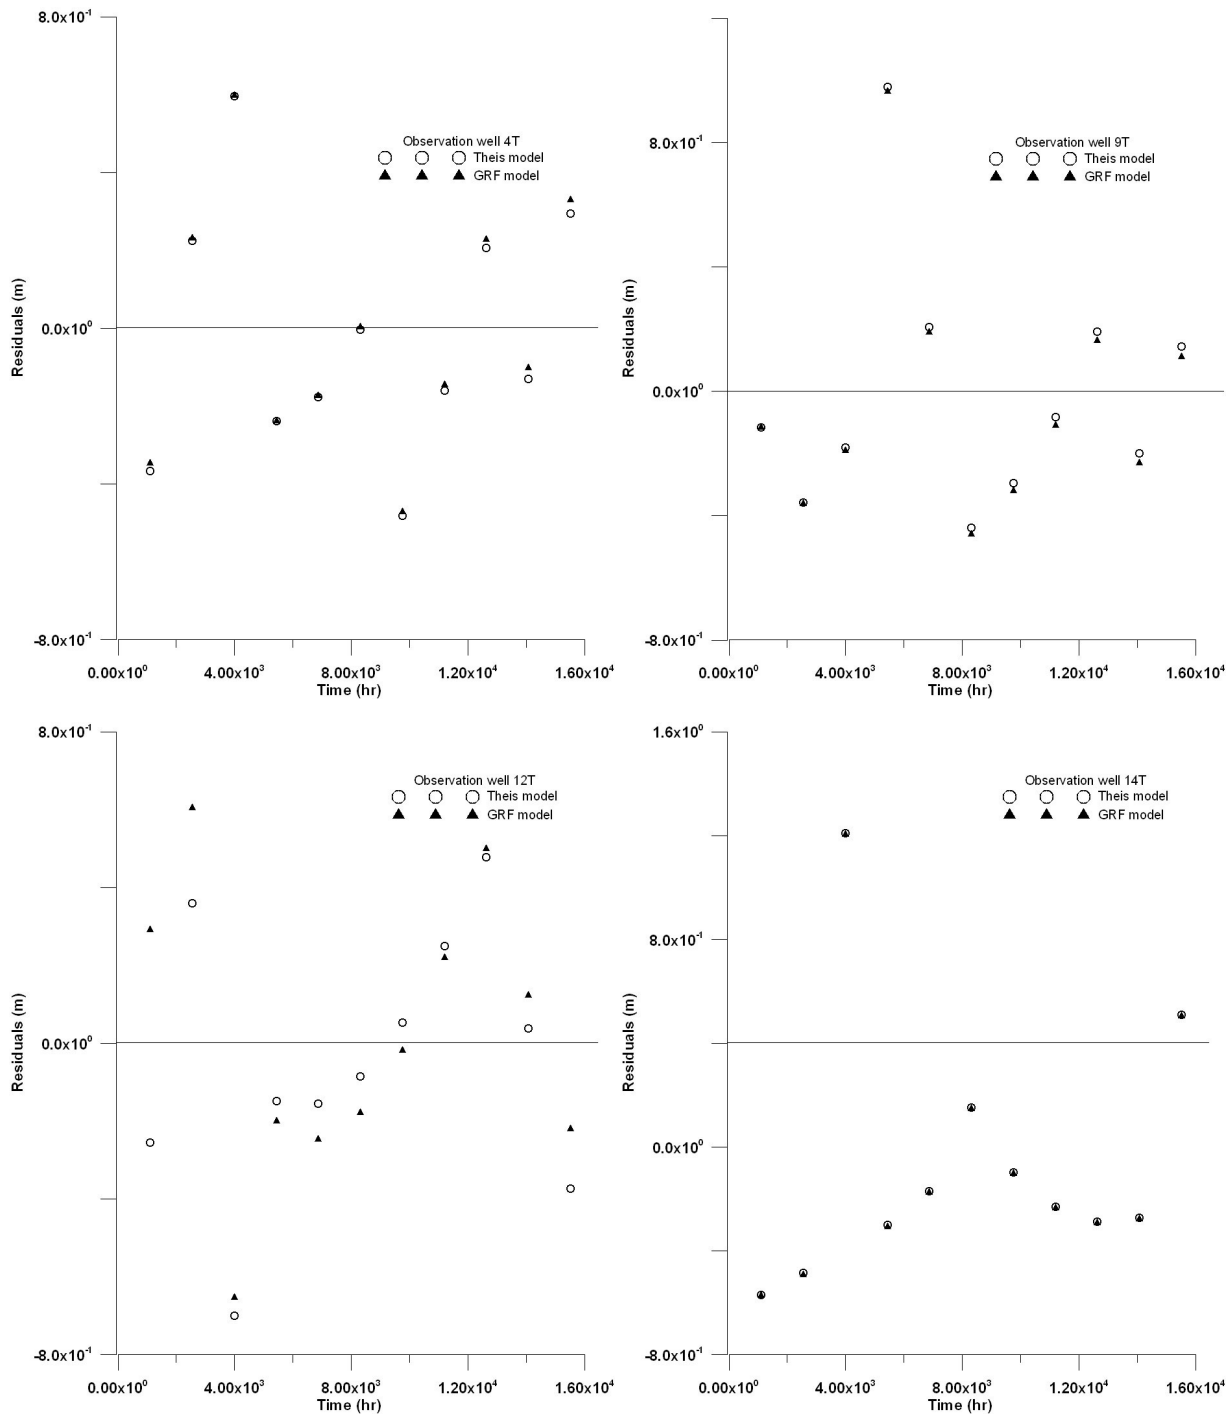 8.0x10⁻¹
Observation well 4T
Theis model
GRF model
Residuals (m)
0.0x10⁰
-8.0x10⁻¹
0.00x10⁰ 4.00x10³ 8.00x10³ 1.20x10⁴ 1.60x10⁴
Time (hr)
8.0x10⁻¹
Observation well 9T
Theis model
GRF model
Residuals (m)
0.0x10⁰
-8.0x10⁻¹
0.00x10⁰ 4.00x10³ 8.00x10³ 1.20x10⁴ 1.60x10⁴
Time (hr)
8.0x10⁻¹
Observation well 12T
Theis model
GRF model
Residuals (m)
0.0x10⁰
-8.0x10⁻¹
0.00x10⁰ 4.00x10³ 8.00x10³ 1.20x10⁴ 1.60x10⁴
Time (hr)
1.6x10⁰
Observation well 14T
Theis model
GRF model
8.0x10⁻¹
Residuals (m)
0.0x10⁰
-8.0x10⁻¹
0.00x10⁰ 4.00x10³ 8.00x10³ 1.20x10⁴ 1.60x10⁴
Time (hr)